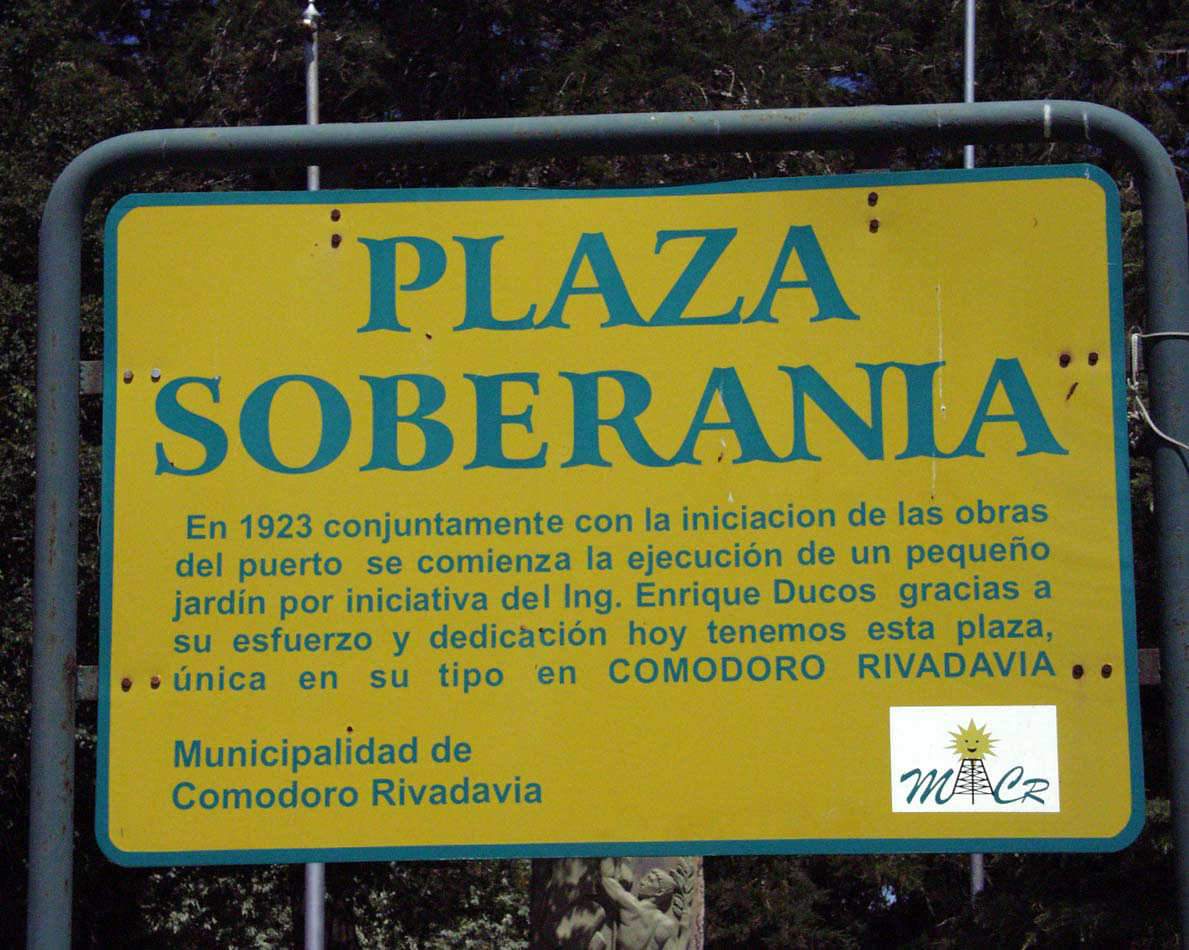 PLAZA
SOBERANIA
En 1923 conjuntamente con la iniciacion de las obras
del puerto se comienza la ejecución de un pequeño
jardín por iniciativa del Ing. Enrique Ducos gracias a
su esfuerzo y dedicación hoy tenemos esta plaza,
única en su tipo en COMODORO RIVADAVIA
Municipalidad de
Comodoro Rivadavia
MCR